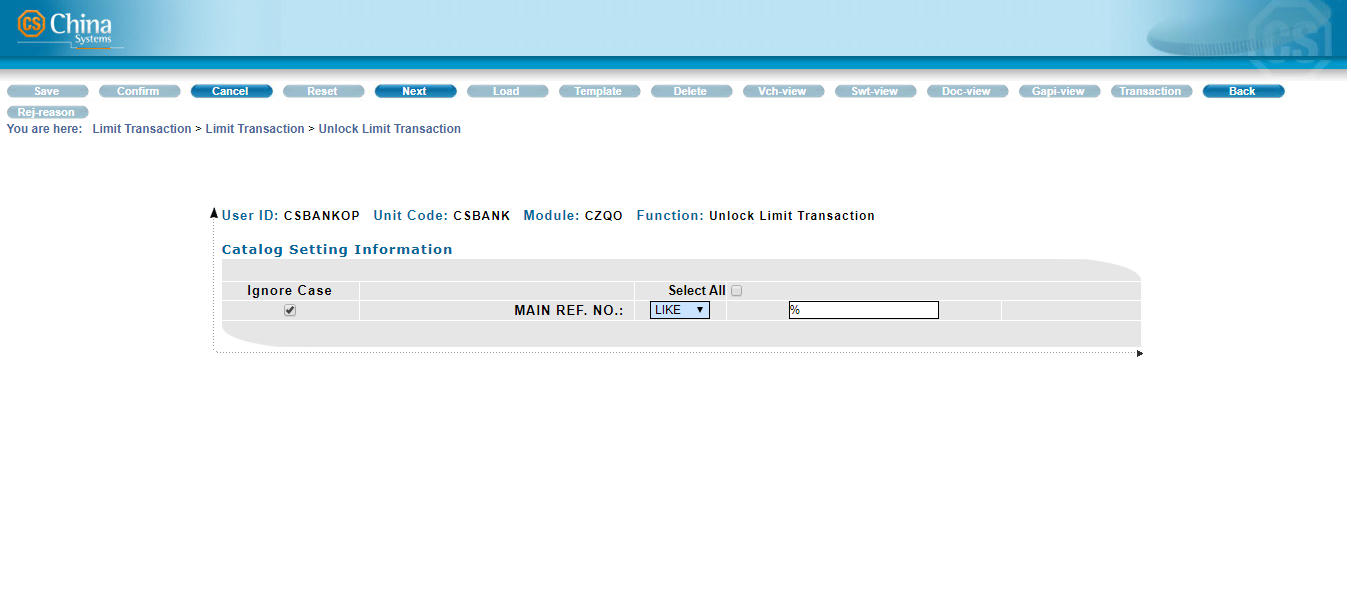 CS China
Systems
Save Confirm Cancel Reset Next Load Template Delete Vch-view Swt-view Doc-view Gapi-view Transaction Back
Rej-reason
You are here: Limit Transaction > Limit Transaction > Unlock Limit Transaction
User ID: CSBANKOP Unit Code: CSBANK Module: CZQO Function: Unlock Limit Transaction
Catalog Setting Information
Ignore Case Select All
MAIN REF. NO.: LIKE %